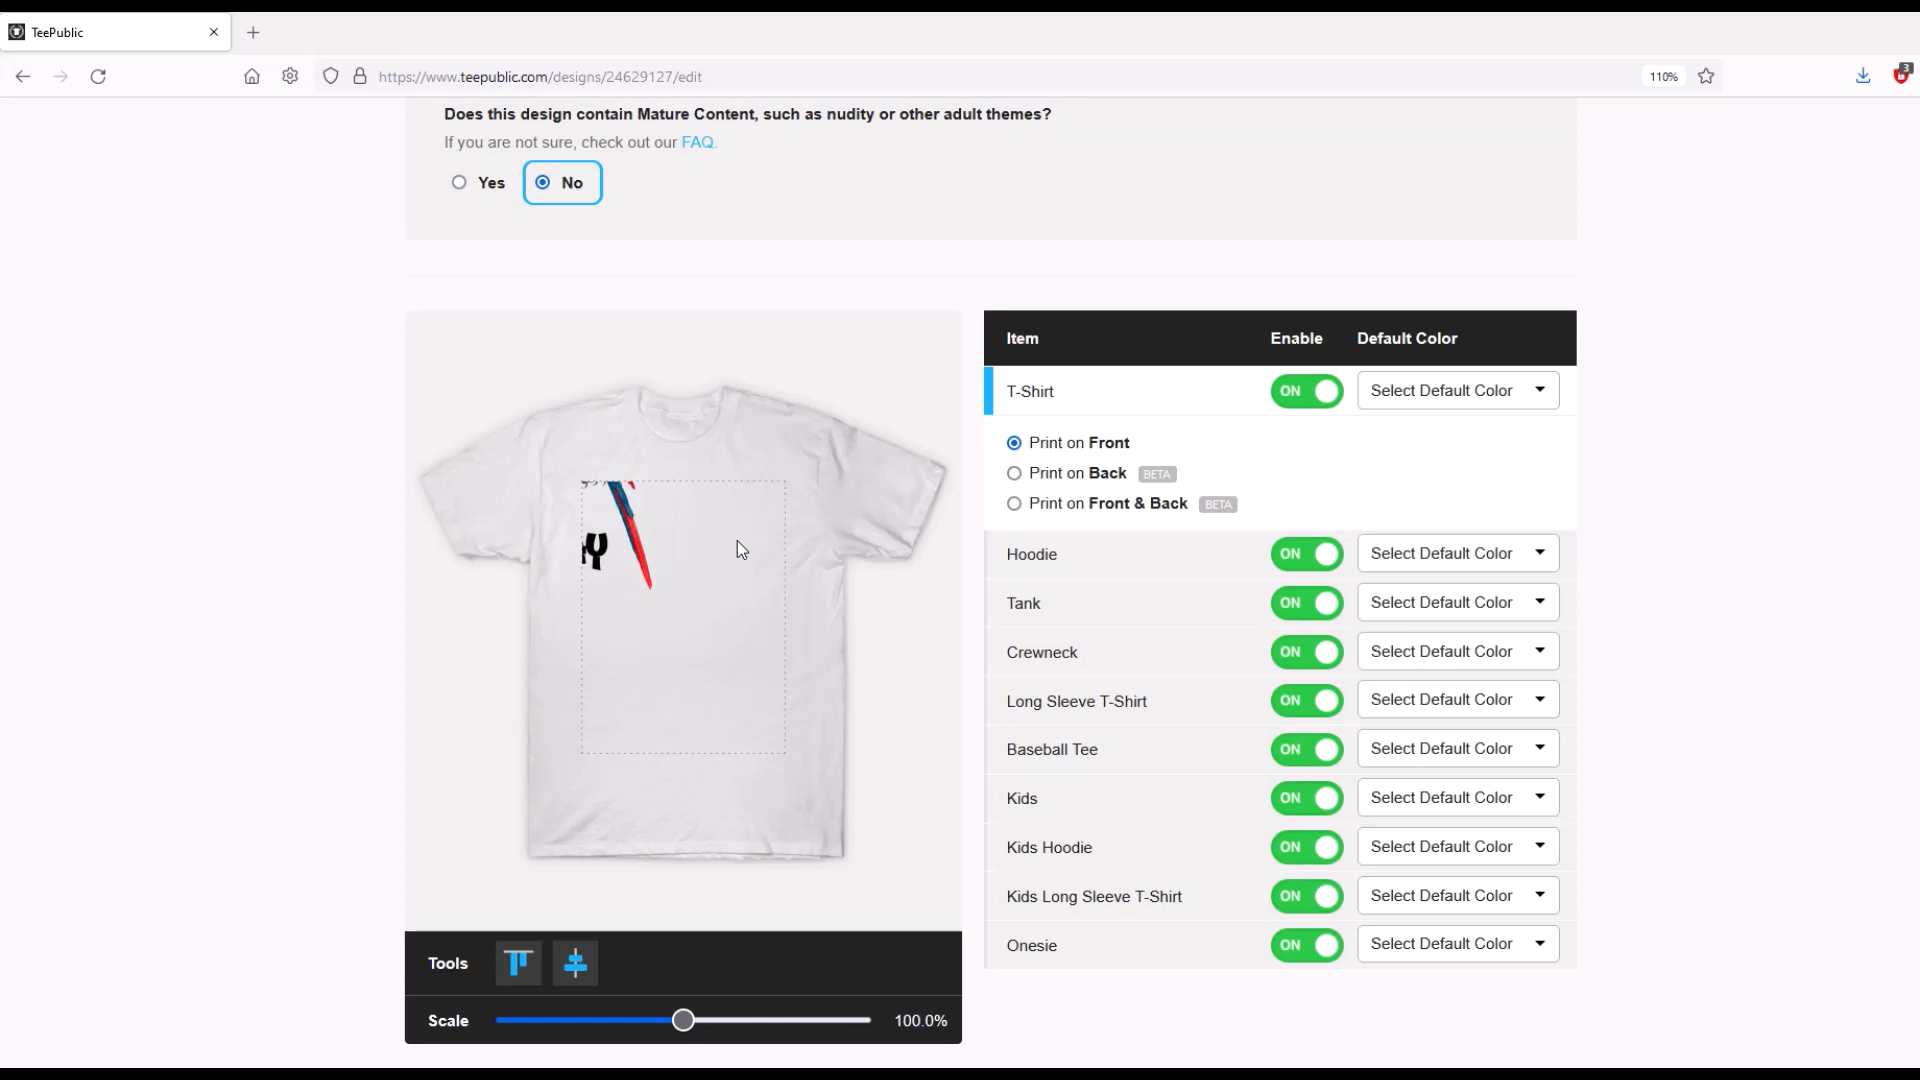 TeePublic
https://www.teepublic.com/designs/24629127/edit
110%
3
Does this design contain Mature Content, such as nudity or other adult themes?
If you are not sure, check out our FAQ.
Yes No
Item Enable Default Color
T-Shirt ON Select Default Color
Print on Front
Print on Back BETA
Print on Front & Back BETA
Hoodie ON Select Default Color
Tank ON Select Default Color
Crewneck ON Select Default Color
Long Sleeve T-Shirt ON Select Default Color
Baseball Tee ON Select Default Color
Kids ON Select Default Color
Kids Hoodie ON Select Default Color
Kids Long Sleeve T-Shirt ON Select Default Color
Onesie ON Select Default Color
Tools
Scale 100.0%